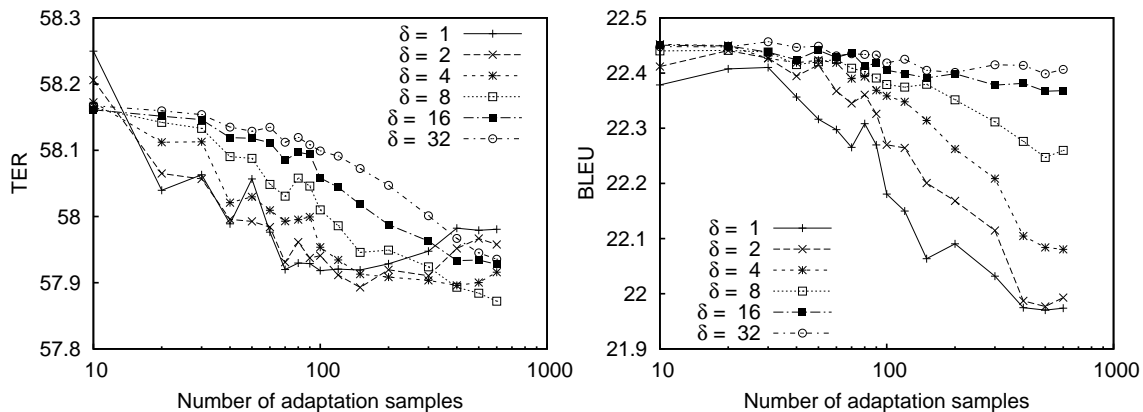 58.3
58.2
58.1
58
57.9
57.8
TER
10
100
1000
Number of adaptation samples
δ = 1
δ = 2
δ = 4
δ = 8
δ = 16
δ = 32
22.5
22.4
22.3
22.2
22.1
22
21.9
BLEU
10
100
1000
Number of adaptation samples
δ = 1
δ = 2
δ = 4
δ = 8
δ = 16
δ = 32